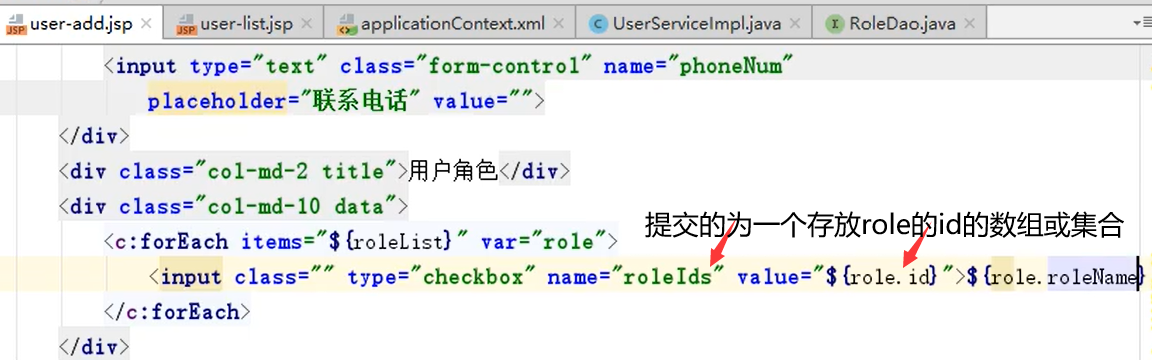 user-add.jsp user-list.jsp applicationContext.xml UserServiceImpl.java RoleDao.java
<input type="text" class="form-control" name="phoneNum"
placeholder="联系电话" value="">
</div>
<div class="col-md-2 title">用户角色</div>
<div class="col-md-10 data">
提交的为一个存放role的id的数组或集合
<c:forEach items="${roleList}" var="role">
<input class="" type="checkbox" name="roleIds" value="${role.id}">${role.roleName}
</c:forEach>
</div>